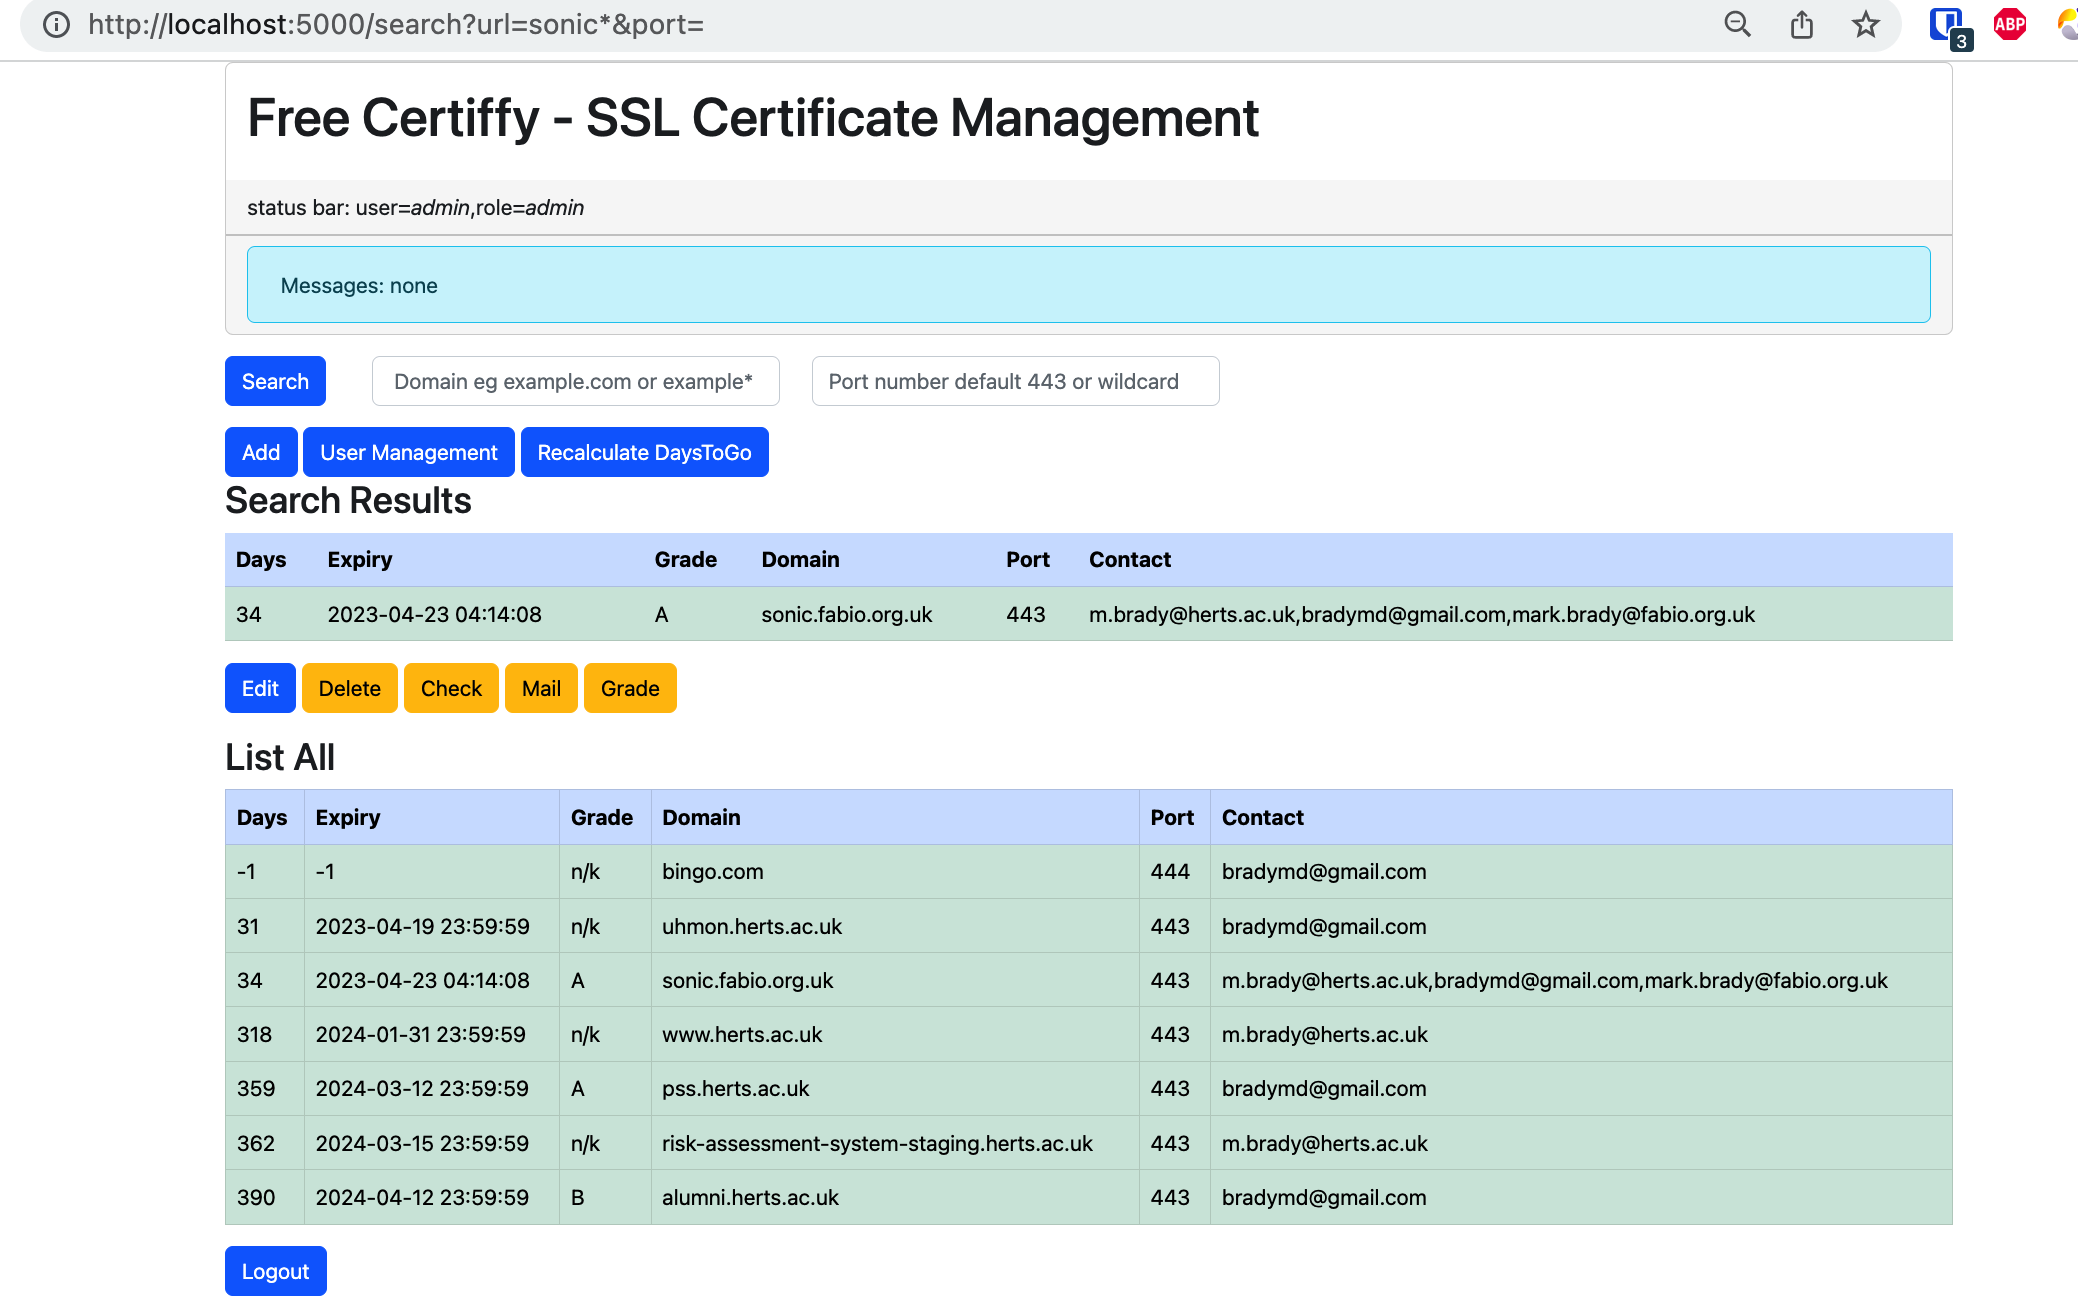 http://localhost:5000/search?url=sonic*&port=
3
ABP
Free Certiffy - SSL Certificate Management
status bar: user=admin,role=admin
Messages: none
Search Domain eg example.com or example* Port number default 443 or wildcard
Add User Management Recalculate DaysToGo
Search Results
Days Expiry Grade Domain Port Contact
34 2023-04-23 04:14:08 A sonic.fabio.org.uk 443 m.brady@herts.ac.uk,bradymd@gmail.com,mark.brady@fabio.org.uk
Edit Delete Check Mail Grade
List All
Days Expiry Grade Domain Port Contact
-1 -1 n/k bingo.com 444 bradymd@gmail.com
31 2023-04-19 23:59:59 n/k uhmon.herts.ac.uk 443 bradymd@gmail.com
34 2023-04-23 04:14:08 A sonic.fabio.org.uk 443 m.brady@herts.ac.uk,bradymd@gmail.com,mark.brady@fabio.org.uk
318 2024-01-31 23:59:59 n/k www.herts.ac.uk 443 m.brady@herts.ac.uk
359 2024-03-12 23:59:59 A pss.herts.ac.uk 443 bradymd@gmail.com
362 2024-03-15 23:59:59 n/k risk-assessment-system-staging.herts.ac.uk 443 m.brady@herts.ac.uk
390 2024-04-12 23:59:59 B alumni.herts.ac.uk 443 bradymd@gmail.com
Logout